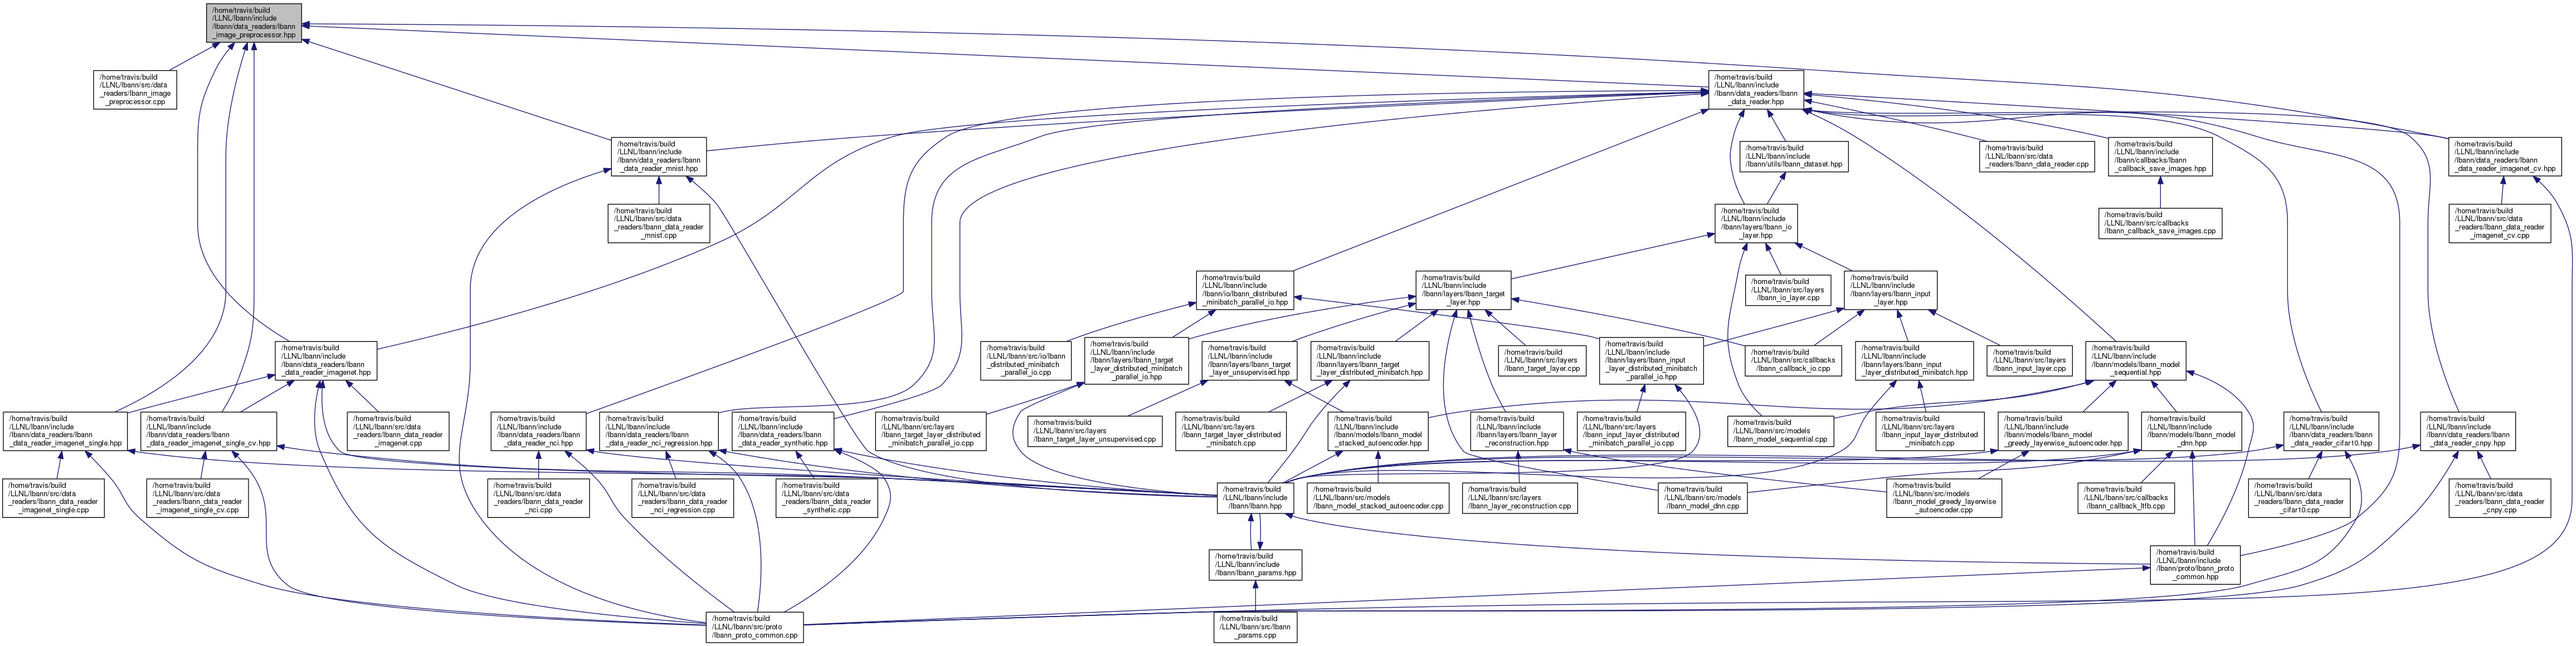 /home/travis/build
/LLNL/lbann/include
/lbann/data_readers/lbann
_image_preprocessor.hpp
/home/travis/build
/LLNL/lbann/src/data
_readers/lbann_image
_preprocessor.cpp
/home/travis/build
/LLNL/lbann/include
/lbann/data_readers/lbann
_data_reader.hpp
/home/travis/build
/LLNL/lbann/include
/lbann/data_readers/lbann
_data_reader_mnist.hpp
/home/travis/build
/LLNL/lbann/include
/lbann/utils/lbann_dataset.hpp
/home/travis/build
/LLNL/lbann/src/data
_readers/lbann_data_reader.cpp
/home/travis/build
/LLNL/lbann/include
/lbann/callbacks/lbann
_callback_save_images.hpp
/home/travis/build
/LLNL/lbann/include
/lbann/data_readers/lbann
_data_reader_imagenet_cv.hpp
/home/travis/build
/LLNL/lbann/src/data
_readers/lbann_data_reader
_mnist.cpp
/home/travis/build
/LLNL/lbann/include
/lbann/layers/lbann_io
_layer.hpp
/home/travis/build
/LLNL/lbann/src/callbacks
/lbann_callback_save_images.cpp
/home/travis/build
/LLNL/lbann/src/data
_readers/lbann_data_reader
_imagenet_cv.cpp
/home/travis/build
/LLNL/lbann/include
/lbann/io/lbann_distributed
_minibatch_parallel_io.hpp
/home/travis/build
/LLNL/lbann/include
/lbann/layers/lbann_target
_layer.hpp
/home/travis/build
/LLNL/lbann/src/layers
/lbann_io_layer.cpp
/home/travis/build
/LLNL/lbann/include
/lbann/layers/lbann_input
_layer.hpp
/home/travis/build
/LLNL/lbann/include
/lbann/data_readers/lbann
_data_reader_imagenet.hpp
/home/travis/build
/LLNL/lbann/src/io/lbann
_distributed_minibatch
_parallel_io.cpp
/home/travis/build
/LLNL/lbann/include
/lbann/layers/lbann_target
_layer_distributed_minibatch
_parallel_io.hpp
/home/travis/build
/LLNL/lbann/include
/lbann/layers/lbann_target
_layer_unsupervised.hpp
/home/travis/build
/LLNL/lbann/include
/lbann/layers/lbann_target
_layer_distributed_minibatch.hpp
/home/travis/build
/LLNL/lbann/src/layers
/lbann_target_layer.cpp
/home/travis/build
/LLNL/lbann/include
/lbann/layers/lbann_input
_layer_distributed_minibatch
_parallel_io.hpp
/home/travis/build
/LLNL/lbann/src/callbacks
/lbann_callback_io.cpp
/home/travis/build
/LLNL/lbann/include
/lbann/layers/lbann_input
_layer_distributed_minibatch.hpp
/home/travis/build
/LLNL/lbann/src/layers
/lbann_input_layer.cpp
/home/travis/build
/LLNL/lbann/include
/lbann/models/lbann_model
_sequential.hpp
/home/travis/build
/LLNL/lbann/include
/lbann/data_readers/lbann
_data_reader_imagenet_single.hpp
/home/travis/build
/LLNL/lbann/include
/lbann/data_readers/lbann
_data_reader_imagenet_single_cv.hpp
/home/travis/build
/LLNL/lbann/src/data
_readers/lbann_data_reader
_imagenet.cpp
/home/travis/build
/LLNL/lbann/include
/lbann/data_readers/lbann
_data_reader_nci.hpp
/home/travis/build
/LLNL/lbann/include
/lbann/data_readers/lbann
_data_reader_nci_regression.hpp
/home/travis/build
/LLNL/lbann/include
/lbann/data_readers/lbann
_data_reader_synthetic.hpp
/home/travis/build
/LLNL/lbann/src/layers
/lbann_target_layer_distributed
_minibatch_parallel_io.cpp
/home/travis/build
/LLNL/lbann/src/layers
/lbann_target_layer_unsupervised.cpp
/home/travis/build
/LLNL/lbann/src/layers
/lbann_target_layer_distributed
_minibatch.cpp
/home/travis/build
/LLNL/lbann/include
/lbann/models/lbann_model
_stacked_autoencoder.hpp
/home/travis/build
/LLNL/lbann/include
/lbann/layers/lbann_layer
_reconstruction.hpp
/home/travis/build
/LLNL/lbann/src/layers
/lbann_input_layer_distributed
_minibatch_parallel_io.cpp
/home/travis/build
/LLNL/lbann/src/models
/lbann_model_sequential.cpp
/home/travis/build
/LLNL/lbann/src/layers
/lbann_input_layer_distributed
_minibatch.cpp
/home/travis/build
/LLNL/lbann/include
/lbann/models/lbann_model
_greedy_layerwise_autoencoder.hpp
/home/travis/build
/LLNL/lbann/include
/lbann/models/lbann_model
_dnn.hpp
/home/travis/build
/LLNL/lbann/include
/lbann/data_readers/lbann
_data_reader_cifar10.hpp
/home/travis/build
/LLNL/lbann/include
/lbann/data_readers/lbann
_data_reader_cnpy.hpp
/home/travis/build
/LLNL/lbann/src/data
_readers/lbann_data_reader
_imagenet_single.cpp
/home/travis/build
/LLNL/lbann/src/data
_readers/lbann_data_reader
_imagenet_single_cv.cpp
/home/travis/build
/LLNL/lbann/src/data
_readers/lbann_data_reader
_nci.cpp
/home/travis/build
/LLNL/lbann/src/data
_readers/lbann_data_reader
_nci_regression.cpp
/home/travis/build
/LLNL/lbann/src/data
_readers/lbann_data_reader
_synthetic.cpp
/home/travis/build
/LLNL/lbann/include
/lbann/lbann.hpp
/home/travis/build
/LLNL/lbann/src/models
/lbann_model_stacked_autoencoder.cpp
/home/travis/build
/LLNL/lbann/src/layers
/lbann_layer_reconstruction.cpp
/home/travis/build
/LLNL/lbann/src/models
/lbann_model_dnn.cpp
/home/travis/build
/LLNL/lbann/src/models
/lbann_model_greedy_layerwise
_autoencoder.cpp
/home/travis/build
/LLNL/lbann/src/callbacks
/lbann_callback_ltfb.cpp
/home/travis/build
/LLNL/lbann/src/data
_readers/lbann_data_reader
_cifar10.cpp
/home/travis/build
/LLNL/lbann/src/data
_readers/lbann_data_reader
_cnpy.cpp
/home/travis/build
/LLNL/lbann/include
/lbann/lbann_params.hpp
/home/travis/build
/LLNL/lbann/include
/lbann/proto/lbann_proto
_common.hpp
/home/travis/build
/LLNL/lbann/src/proto
/lbann_proto_common.cpp
/home/travis/build
/LLNL/lbann/src/lbann
_params.cpp